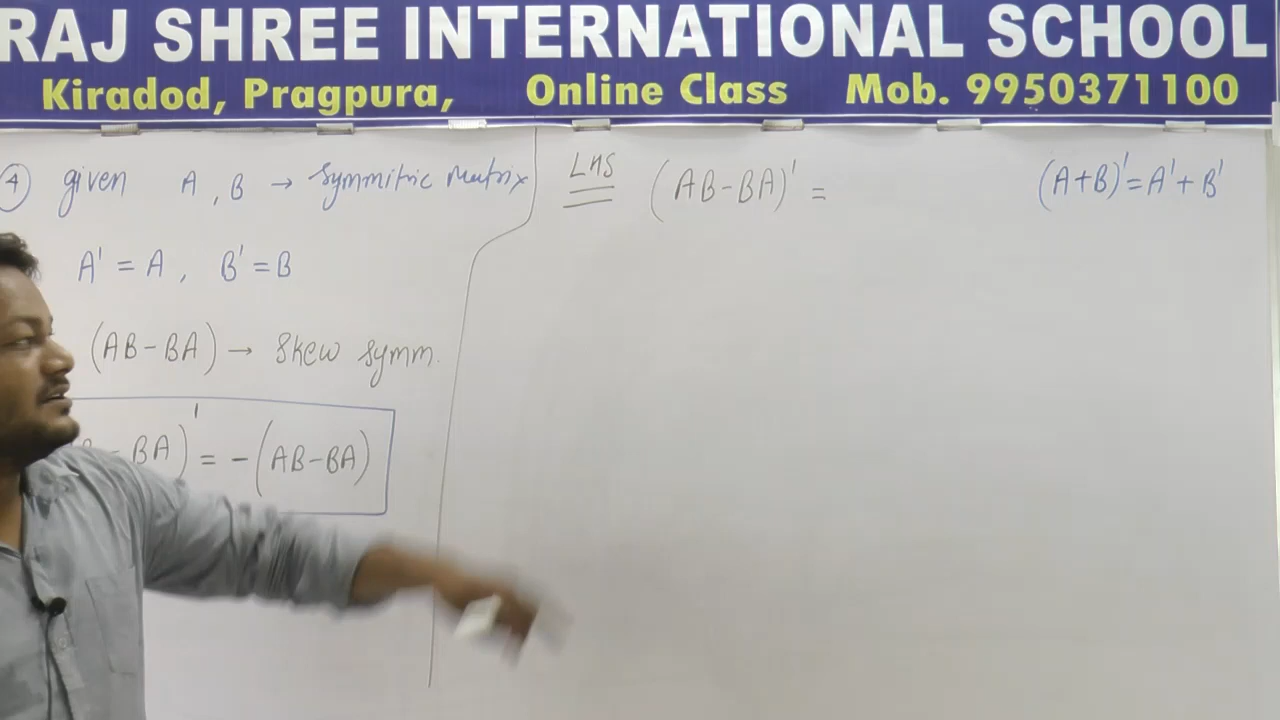 RAJ SHREE INTERNATIONAL SCHOOL
Kiradod, Pragpura, Online Class Mob. 9950371100
④ given A, B → Symmitric Matrix
A' = A, B' = B
(AB-BA) → Skew symm.
- BA)' = -(AB-BA)
LHS (AB-BA)' =
(A+B)' = A' + B'